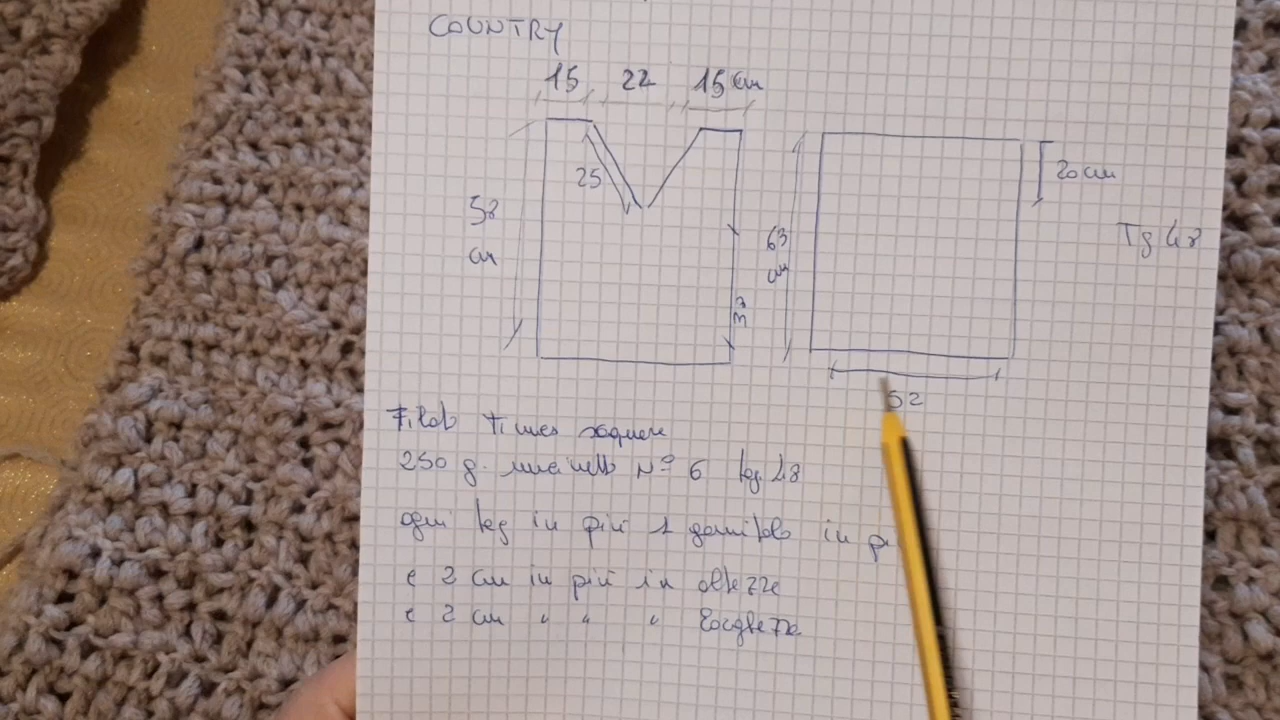 COUNTRY
15 22 15 cm
25
58
cm
38
63
cm
20 cm
Tg 48
52
Filato Times square
250 g. uncinetto N° 6 tg. 48
ogni tg in più 1 gomitolo in
e 2 cm in più in altezza
e 2 cm " " " larghezza